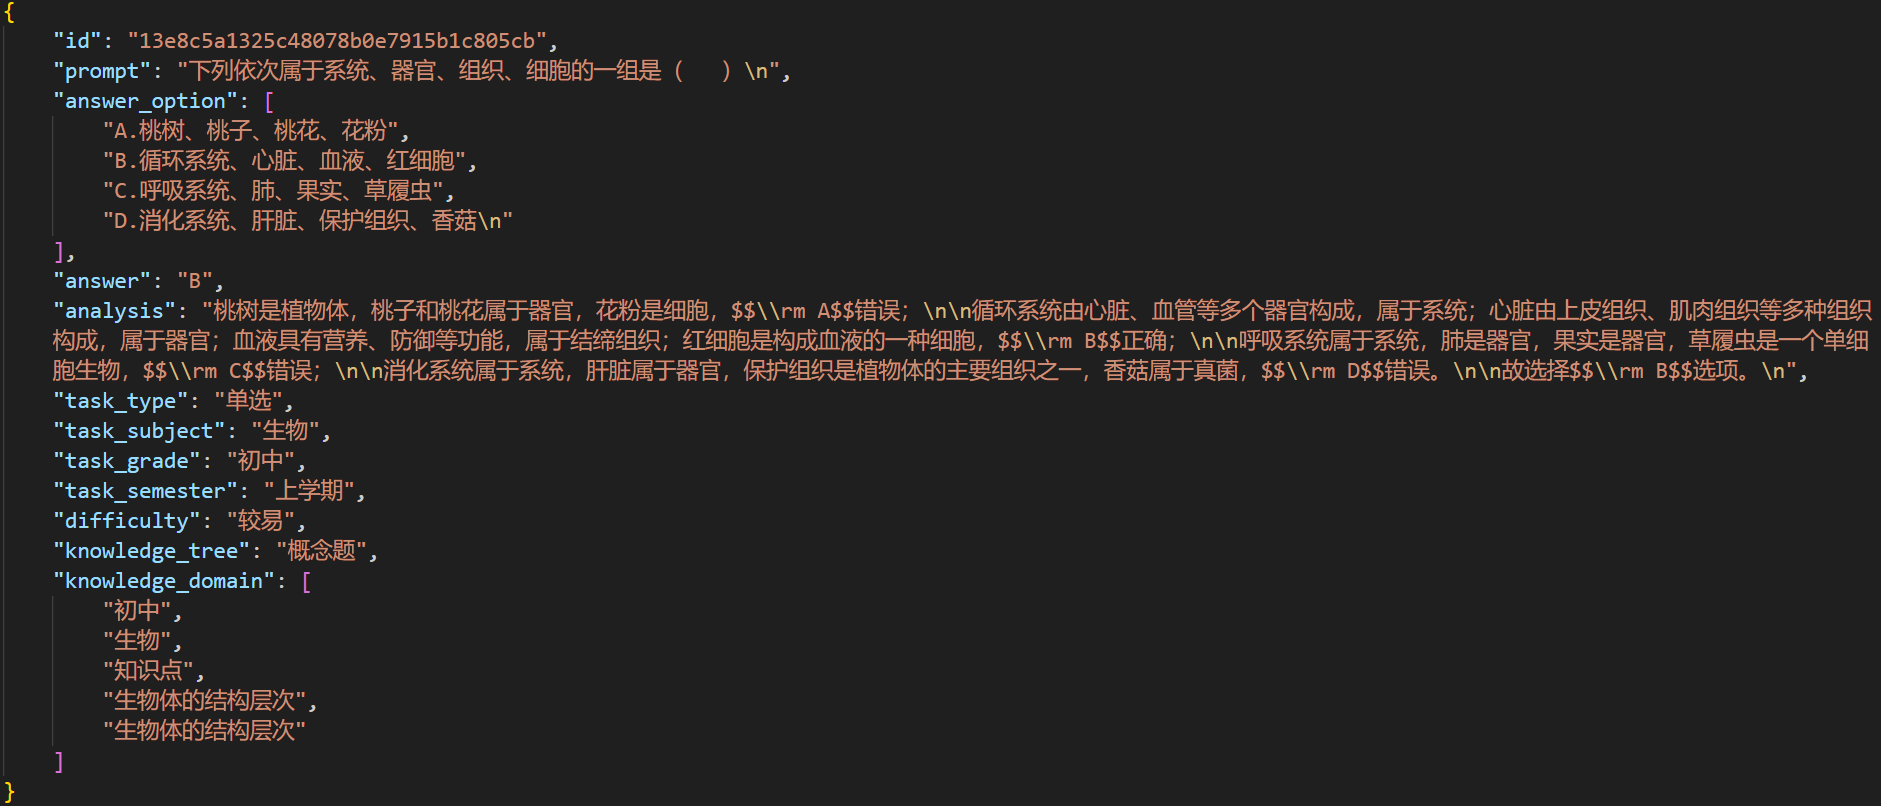 {
"id": "13e8c5a1325c48078b0e7915b1c805cb",
"prompt": "下列依次属于系统、器官、组织、细胞的一组是（　　）\n",
"answer_option": [
"A.桃树、桃子、桃花、花粉",
"B.循环系统、心脏、血液、红细胞",
"C.呼吸系统、肺、果实、草履虫",
"D.消化系统、肝脏、保护组织、香菇\n"
],
"answer": "B",
"analysis": "桃树是植物体，桃子和桃花属于器官，花粉是细胞，$$\\rm A$$错误；\n\n循环系统由心脏、血管等多个器官构成，属于系统；心脏由上皮组织、肌肉组织等多种组织
构成，属于器官；血液具有营养、防御等功能，属于结缔组织；红细胞是构成血液的一种细胞，$$\\rm B$$正确；\n\n呼吸系统属于系统，肺是器官，果实是器官，草履虫是一个单细
胞生物，$$\\rm C$$错误；\n\n消化系统属于系统，肝脏属于器官，保护组织是植物体的主要组织之一，香菇属于真菌，$$\\rm D$$错误。\n\n故选择$$\\rm B$$选项。\n",
"task_type": "单选",
"task_subject": "生物",
"task_grade": "初中",
"task_semester": "上学期",
"difficulty": "较易",
"knowledge_tree": "概念题",
"knowledge_domain": [
"初中",
"生物",
"知识点",
"生物体的结构层次",
"生物体的结构层次"
]
}